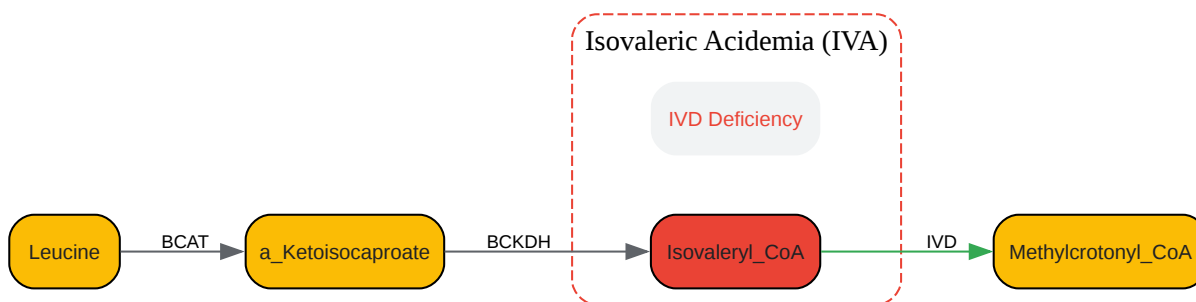 Isovaleric Acidemia (IVA)
IVD Deficiency
Leucine
BCAT
a_Ketoisocaproate
BCKDH
Isovaleryl_CoA
IVD
Methylcrotonyl_CoA